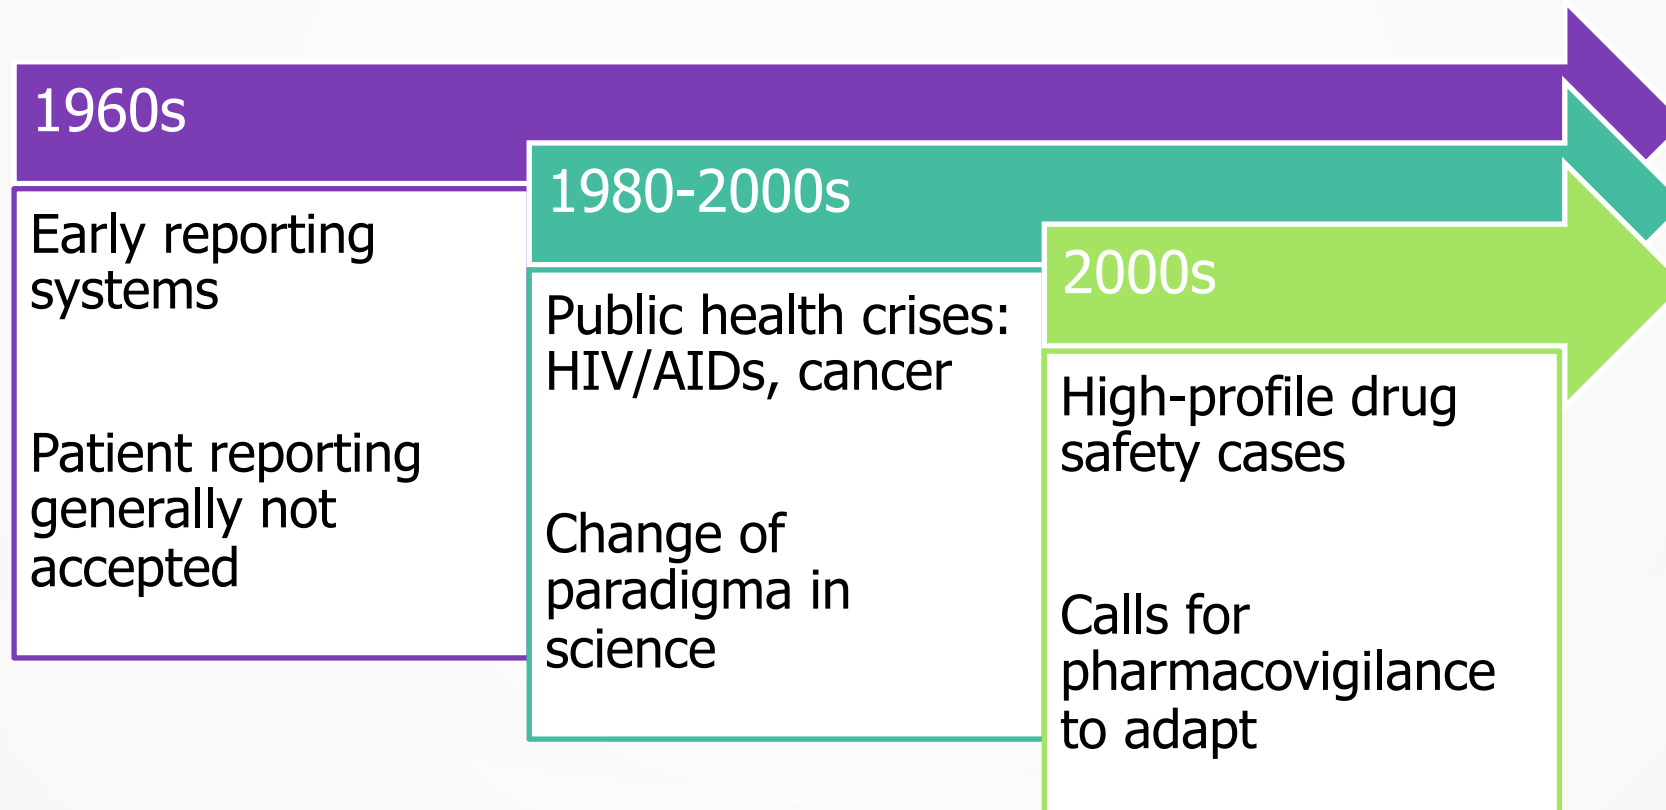 1960s
Early reporting
systems
Patient reporting
generally not
accepted
1980-2000s
Public health crises:
HIV/AIDs, cancer
Change of
paradigma in
science
2000s
High-profile drug
safety cases
Calls for
pharmacovigilance
to adapt